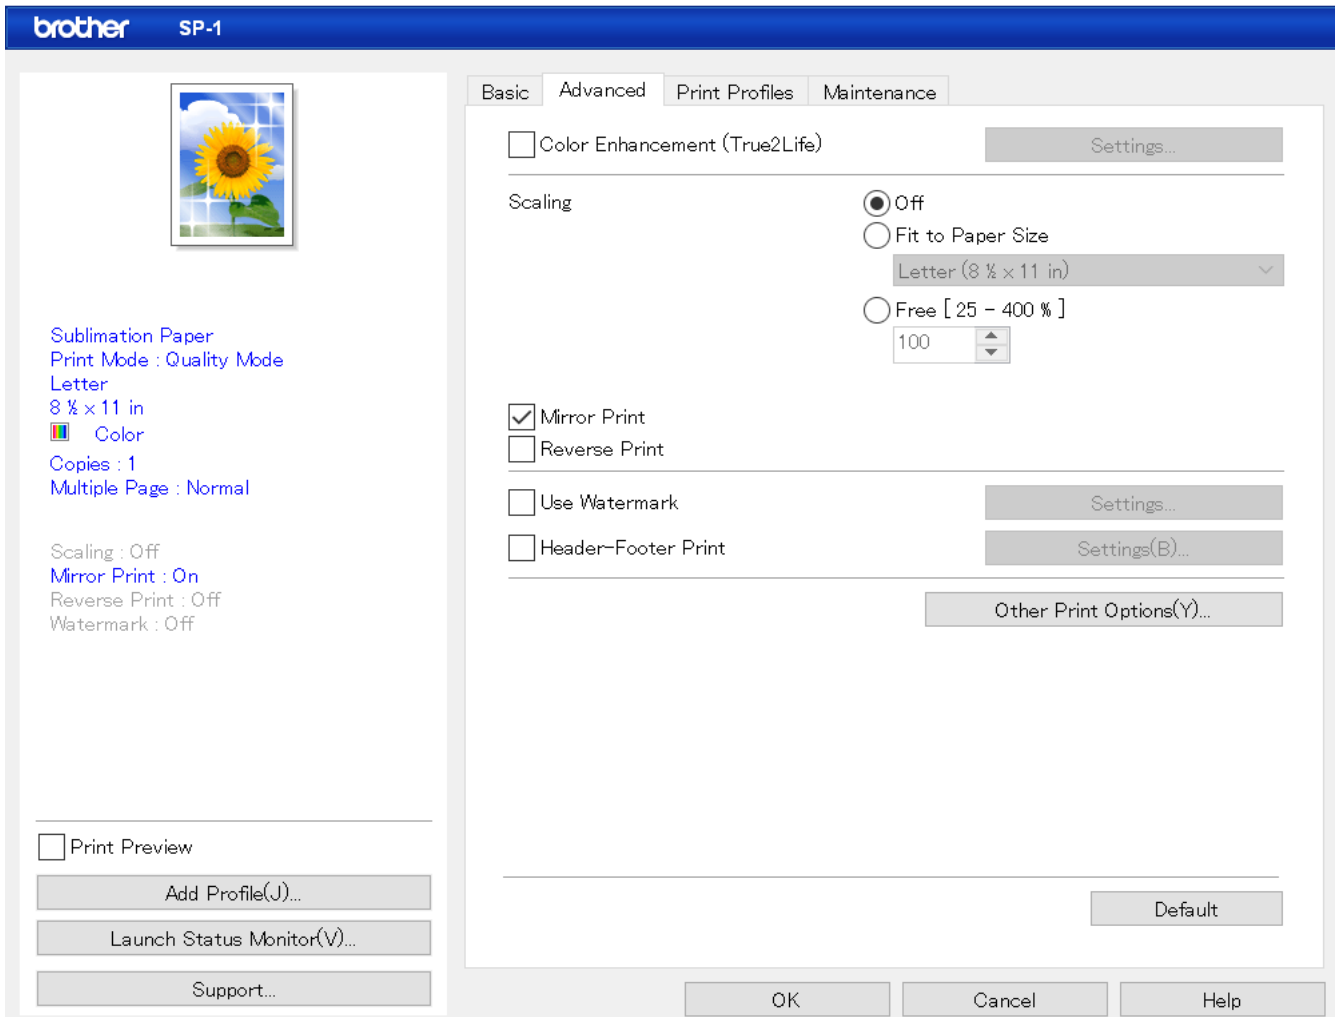 brother SP-1
Basic Advanced Print Profiles Maintenance
Color Enhancement (True2Life) Settings...
Scaling
Off
Fit to Paper Size
Letter (8 ½ x 11 in)
Free [ 25 - 400 % ]
100
Mirror Print
Reverse Print
Use Watermark Settings...
Header-Footer Print Settings(B)...
Other Print Options(Y)...
Default
Sublimation Paper
Print Mode : Quality Mode
Letter
8 ½ x 11 in
Color
Copies : 1
Multiple Page : Normal
Scaling : Off
Mirror Print : On
Reverse Print : Off
Watermark : Off
Print Preview
Add Profile(J)...
Launch Status Monitor(V)...
Support...
OK Cancel Help